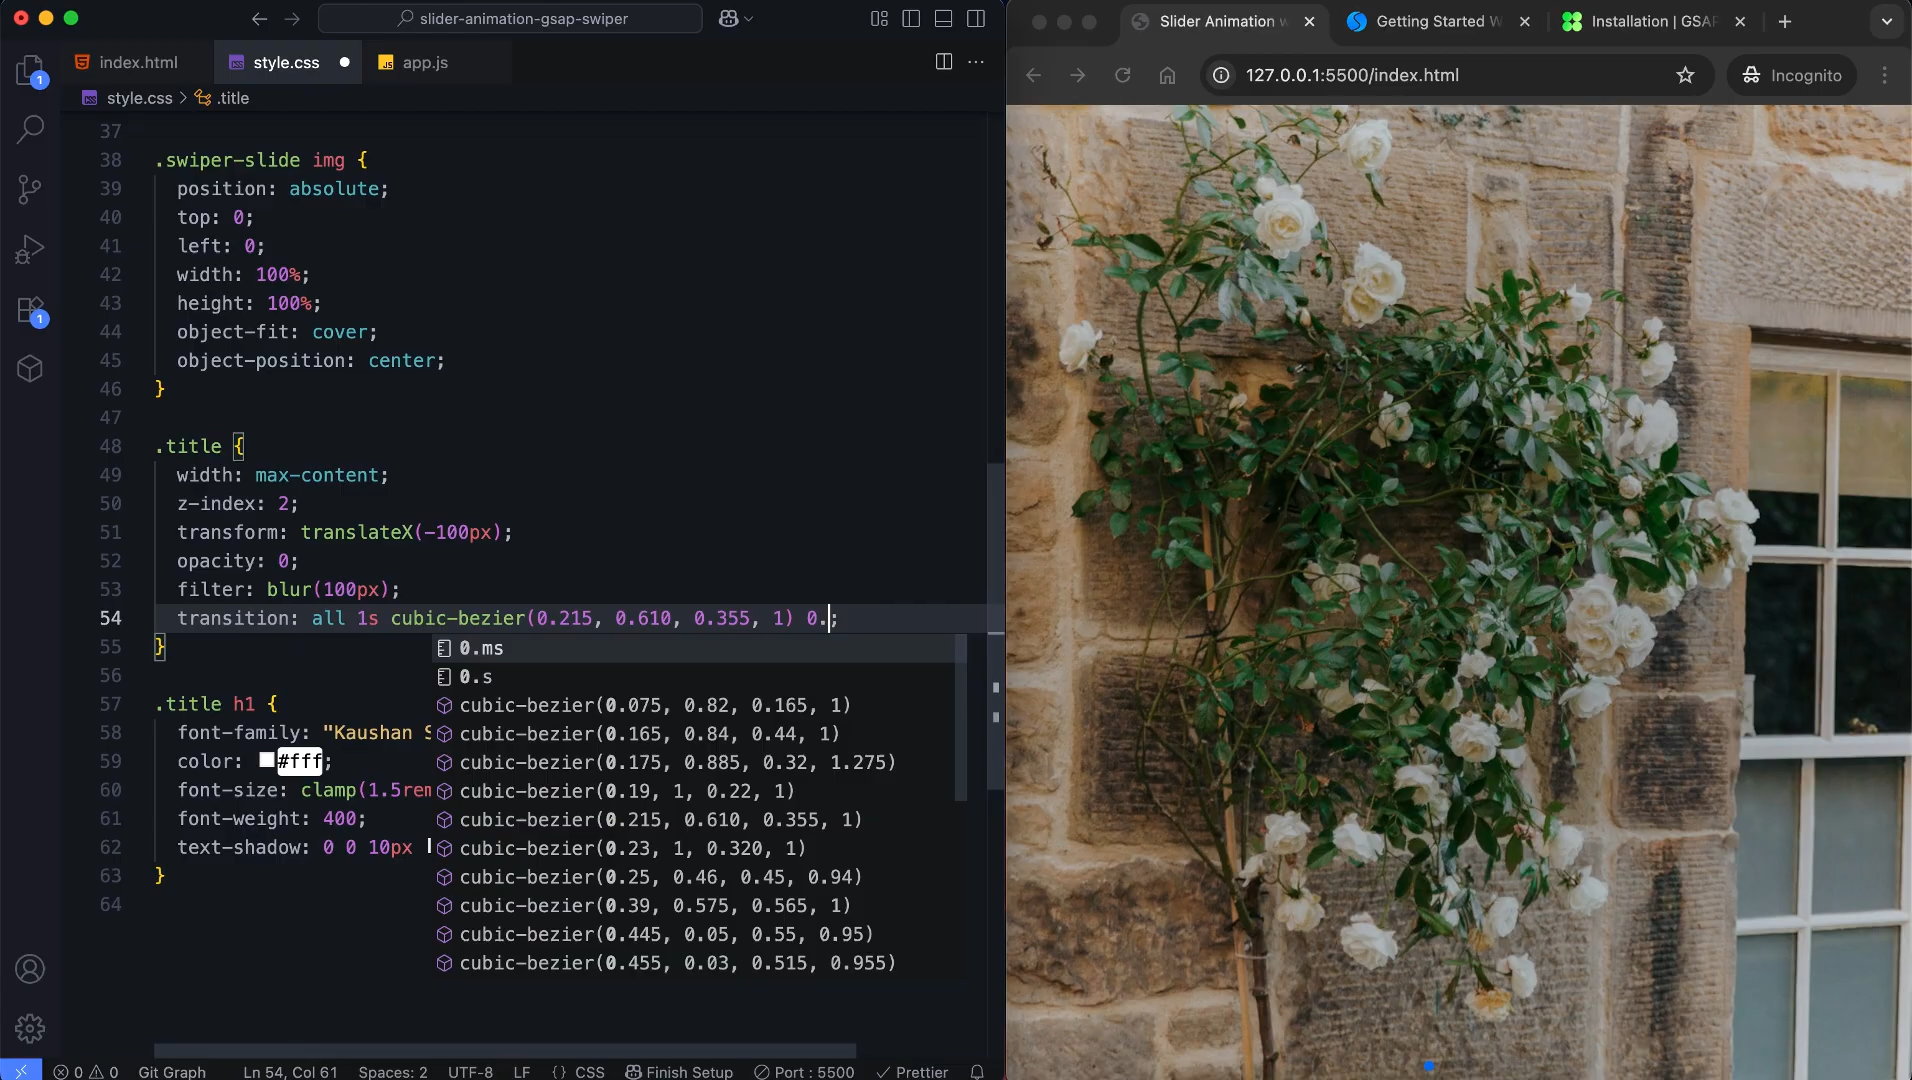 slider-animation-gsap-swiper
index.html
style.css
JS app.js
style.css > .title
1
1
37
38 .swiper-slide img {
39 position: absolute;
40 top: 0;
41 left: 0;
42 width: 100%;
43 height: 100%;
44 object-fit: cover;
45 object-position: center;
46 }
47
48 .title {
49 width: max-content;
50 z-index: 2;
51 transform: translateX(-100px);
52 opacity: 0;
53 filter: blur(100px);
54 transition: all 1s cubic-bezier(0.215, 0.610, 0.355, 1) 0.;
55 }
56
57 .title h1 {
58 font-family: "Kaushan
59 color: #fff;
60 font-size: clamp(1.5rem
61 font-weight: 400;
62 text-shadow: 0 0 10px
63 }
64
0.ms
0.s
cubic-bezier(0.075, 0.82, 0.165, 1)
cubic-bezier(0.165, 0.84, 0.44, 1)
cubic-bezier(0.175, 0.885, 0.32, 1.275)
cubic-bezier(0.19, 1, 0.22, 1)
cubic-bezier(0.215, 0.610, 0.355, 1)
cubic-bezier(0.23, 1, 0.320, 1)
cubic-bezier(0.25, 0.46, 0.45, 0.94)
cubic-bezier(0.39, 0.575, 0.565, 1)
cubic-bezier(0.445, 0.05, 0.55, 0.95)
cubic-bezier(0.455, 0.03, 0.515, 0.955)
0 0 Git Graph Ln 54, Col 61 Spaces: 2 UTF-8 LF {} CSS Finish Setup Port : 5500 Prettier
Slider Animation w
Getting Started W
Installation | GSAP
127.0.0.1:5500/index.html
Incognito